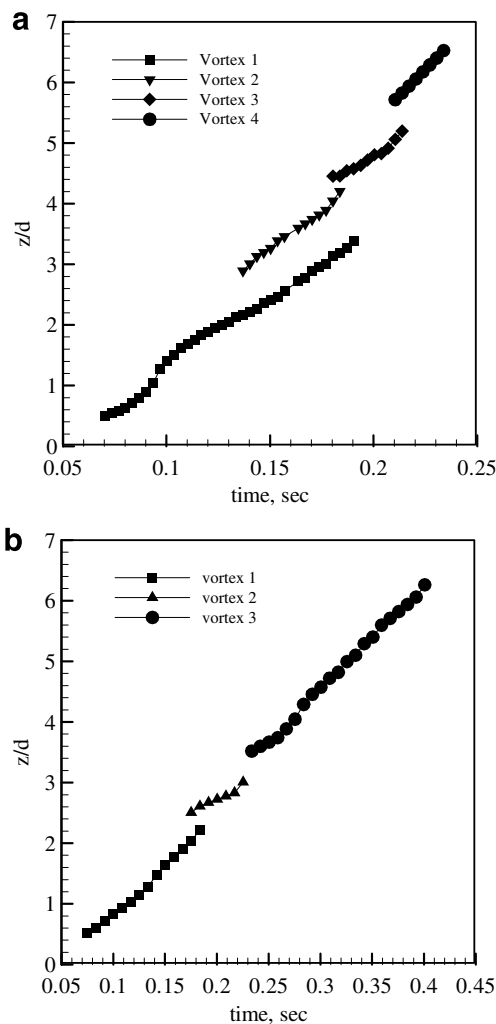 a
7
6
5
4
3
2
1
0
z/d
Vortex 1
Vortex 2
Vortex 3
Vortex 4
0.05 0.1 0.15 0.2 0.25
time, sec
b
7
6
5
4
3
2
1
0
z/d
vortex 1
vortex 2
vortex 3
0.05 0.1 0.15 0.2 0.25 0.3 0.35 0.4 0.45
time, sec